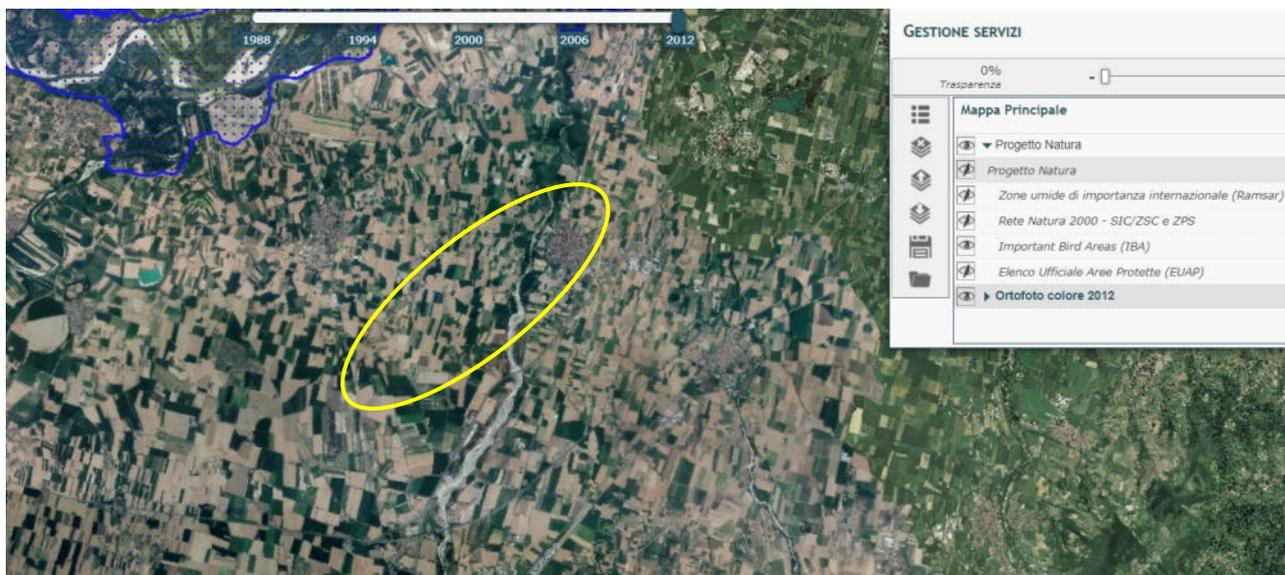 1988 1994 2000 2006 2012
GESTIONE SERVIZI
0%
Trasparenza
-
Mappa Principale
Progetto Natura
Progetto Natura
Zone umide di importanza internazionale (Ramsar)
Rete Natura 2000 - SIC/ZSC e ZPS
Important Bird Areas (IBA)
Elenco Ufficiale Aree Protette (EUAP)
Ortofoto colore 2012